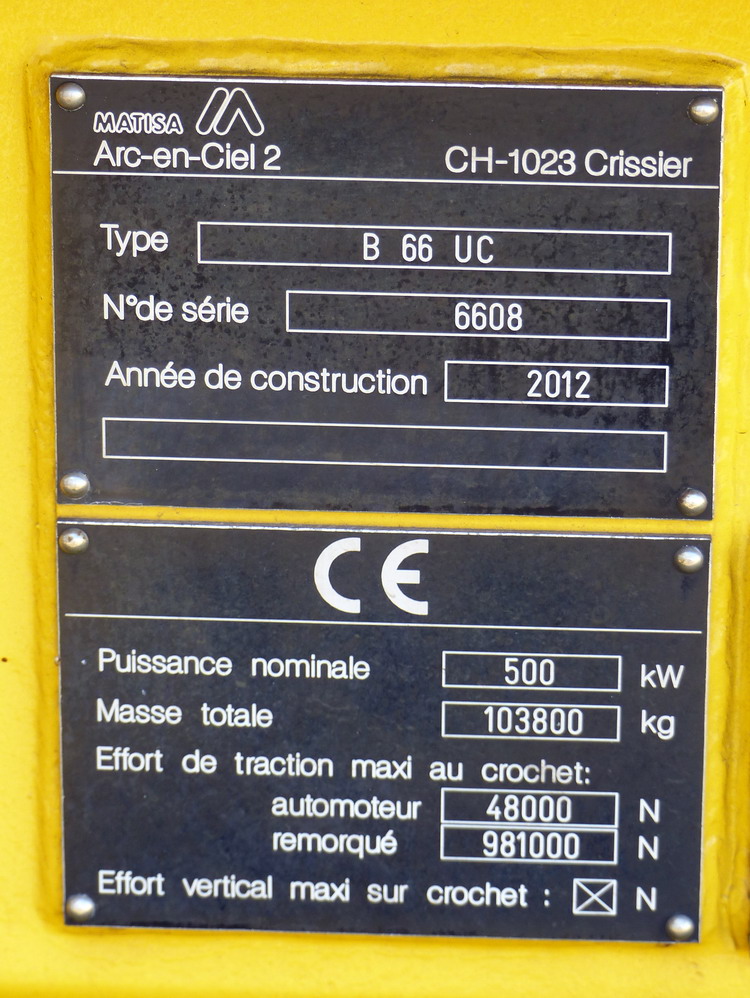 MATISA
Arc-en-Ciel 2 CH-1023 Crissier
Type B 66 UC
N°de série 6608
Année de construction 2012
CE
Puissance nominale 500 kW
Masse totale 103800 kg
Effort de traction maxi au crochet:
automoteur 48000 N
remorqué 981000 N
Effort vertical maxi sur crochet : N